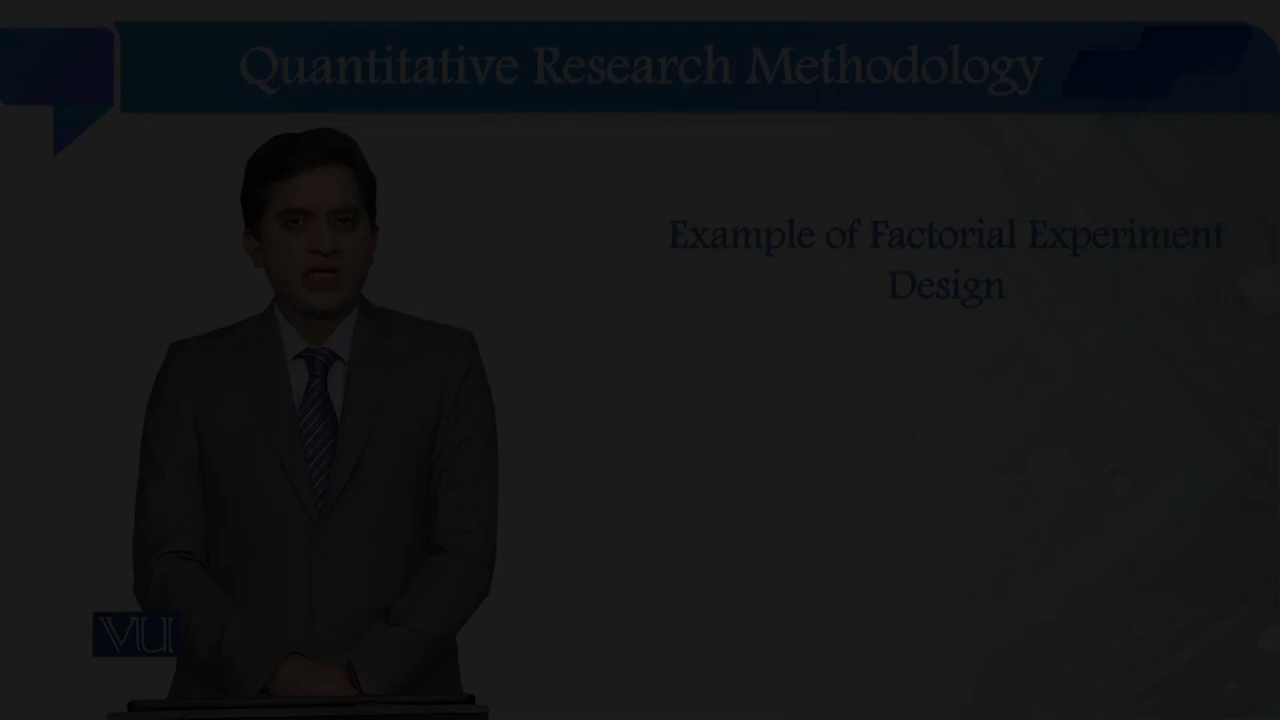 Quantitative Research Methodology
Example of Factorial Experiment
Design
VU